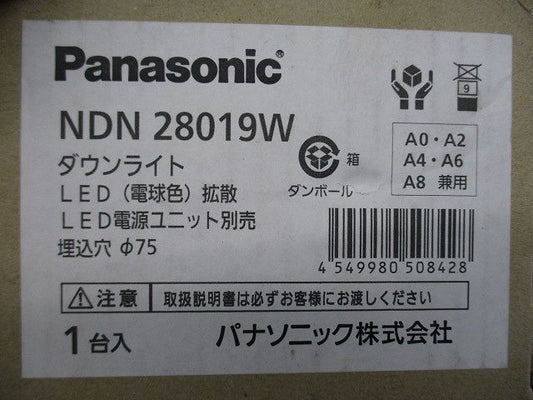 Panasonic®
NDN 28019W
ダウンライト
LED（電球色）拡散
LED電源ユニット別売
埋込穴 φ75
箱
ダンボール
9
A0・A2
A4・A6
A8 兼用
4 549980 508428
注意 取扱説明書は必ずお客様にお渡しください
1台入
パナソニック株式会社